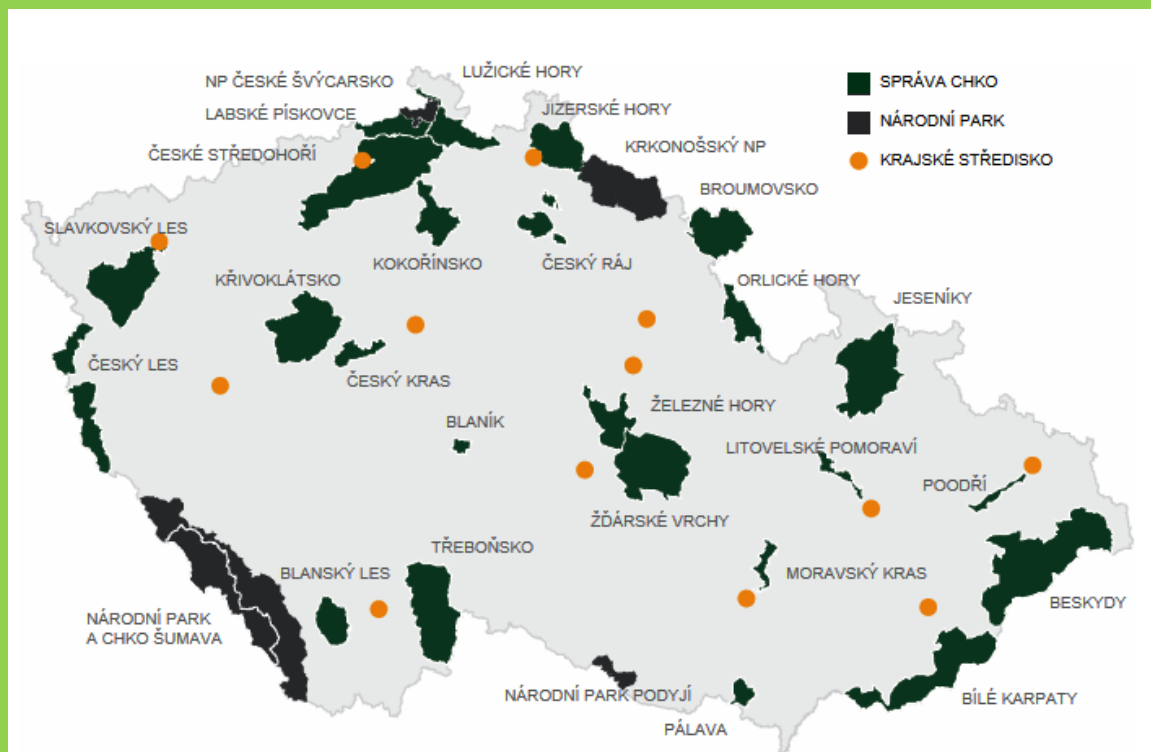 LUŽICKÉ HORY
NP ČESKÉ ŠVÝCARSKO
SPRÁVA CHKO
LABSKÉ PÍSKOVCE
JIZERSKÉ HORY
NÁRODNÍ PARK
KRKONOŠSKÝ NP
ČESKÉ STŘEDOHOŘÍ
KRAJSKÉ STŘEDISKO
BROUMOVSKO
SLAVKOVSKÝ LES
KOKOŘÍNSKO
ČESKÝ RÁJ
KŘIVOKLÁTSKO
ORLICKÉ HORY
JESENÍKY
ČESKÝ LES
ČESKÝ KRAS
ŽELEZNÉ HORY
BLANÍK
LITOVELSKÉ POMORAVÍ
POODŘÍ
ŽĎÁRSKÉ VRCHY
TŘEBOŇSKO
BLANSKÝ LES
MORAVSKÝ KRAS
BESKYDY
NÁRODNÍ PARK
A CHKO ŠUMAVA
NÁRODNÍ PARK PODYJÍ
BÍLÉ KARPATY
PÁLAVA